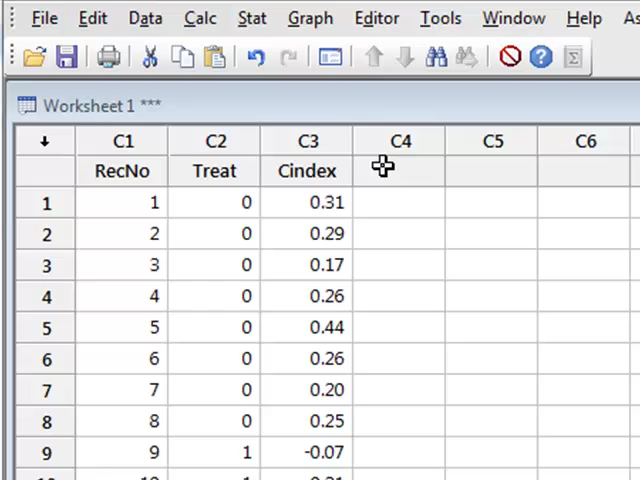 File Edit Data Calc Stat Graph Editor Tools Window Help As
Worksheet 1 ***
C1 C2 C3 C4 C5 C6
RecNo Treat Cindex
1 1 0 0.31
2 2 0 0.29
3 3 0 0.17
4 4 0 0.26
5 5 0 0.44
6 6 0 0.26
7 7 0 0.20
8 8 0 0.25
9 9 1 -0.07